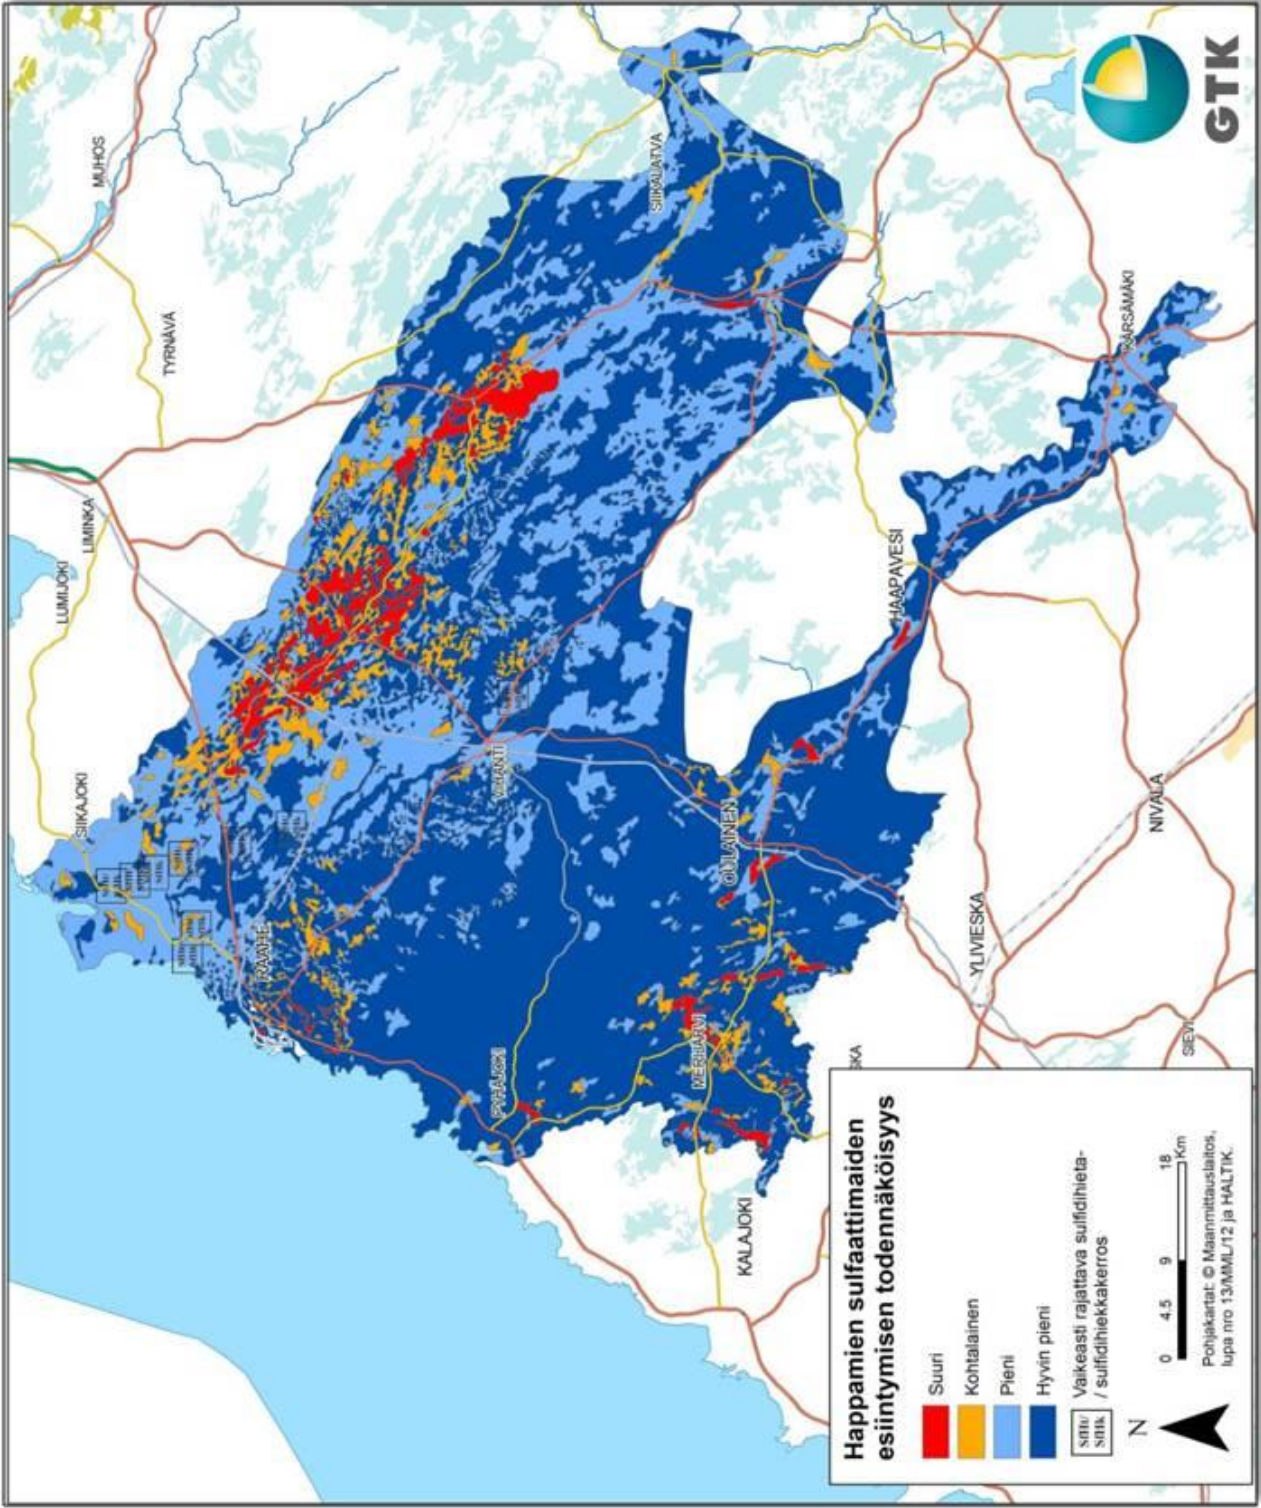 MUHOS
TYRNÄVÄ
LIMINKA
LUMIJOKI
SIIKAJOKI
SIIKALATVA
RAAHE
VIHANTI
PYHÄJOKI
MERIJÄRVI
OULAINEN
HAAPAVESI
KÄRSÄMÄKI
NIVALA
YLIVIESKA
SIEVI
SKA
KALAJOKI
GTK
Happamien sulfaattimaiden
esiintymisen todennäköisyys
Suuri
Kohtalainen
Pieni
Hyvin pieni
Vaikeasti rajattava sulfidihieta-
/ sulfidihiekkakerros
N
0 4.5 9 18
Km
Pohjakartat: © Maanmittauslaitos,
lupa nro 13/MML/12 ja HALTIK.